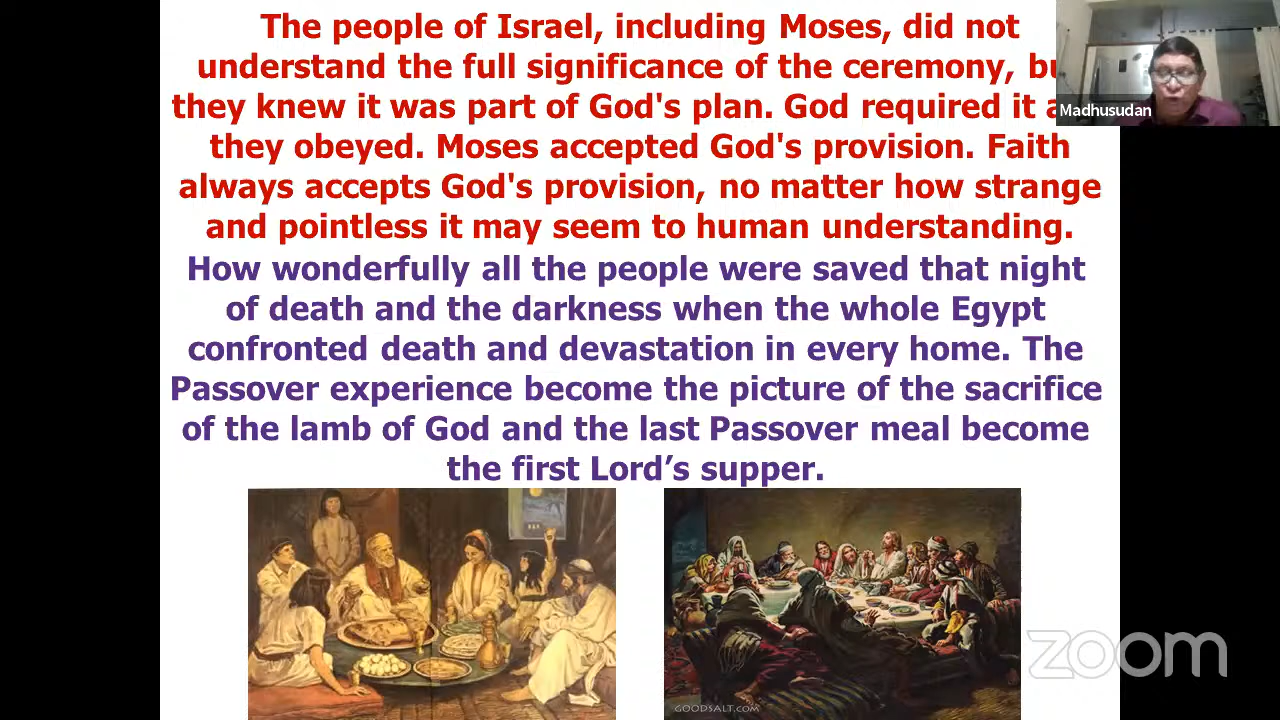 The people of Israel, including Moses, did not
understand the full significance of the ceremony,
they knew it was part of God's plan. God required it
they obeyed. Moses accepted God's provision. Faith
always accepts God's provision, no matter how strange
and pointless it may seem to human understanding.
How wonderfully all the people were saved that night
of death and the darkness when the whole Egypt
confronted death and devastation in every home. The
Passover experience become the picture of the sacrifice
of the lamb of God and the last Passover meal become
the first Lord’s supper.
Madhusudan
GOODSALT.COM
zoom